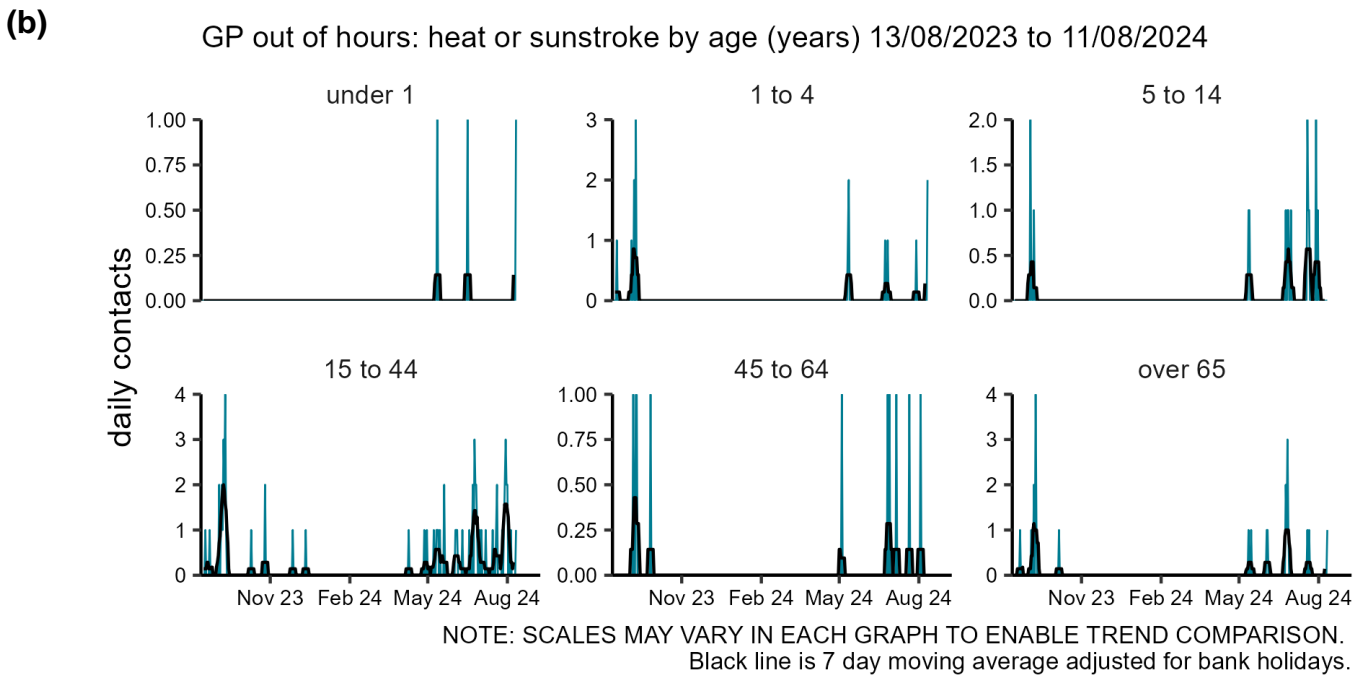 (b)
GP out of hours: heat or sunstroke by age (years) 13/08/2023 to 11/08/2024
under 1
1 to 4
5 to 14
1.00
0.75
0.50
0.25
0.00
3
2
1
0
2.0
1.5
1.0
0.5
0.0
daily contacts
15 to 44
45 to 64
over 65
4
3
2
1
0
1.00
0.75
0.50
0.25
0.00
4
3
2
1
0
Nov 23 Feb 24 May 24 Aug 24
Nov 23 Feb 24 May 24 Aug 24
Nov 23 Feb 24 May 24 Aug 24
NOTE: SCALES MAY VARY IN EACH GRAPH TO ENABLE TREND COMPARISON.
Black line is 7 day moving average adjusted for bank holidays.